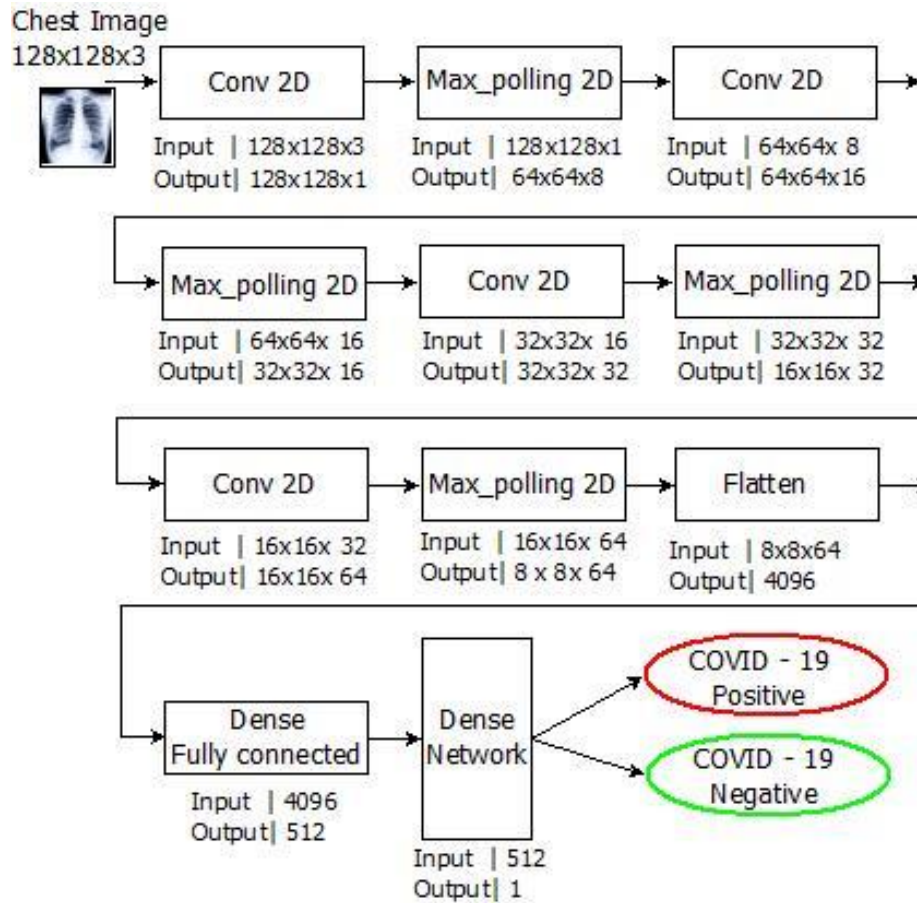 Chest Image
128x128x3
Conv 2D
Max_polling 2D
Conv 2D
Input | 128x128x3
Output| 128x128x1
Input | 128x128x1
Output| 64x64x8
Input | 64x64x 8
Output| 64x64x16
Max_polling 2D
Conv 2D
Max_polling 2D
Input | 64x64x 16
Output| 32x32x 16
Input | 32x32x 16
Output| 32x32x 32
Input | 32x32x 32
Output| 16x16x 32
Conv 2D
Max_polling 2D
Flatten
Input | 16x16x 32
Output| 16x16x 64
Input | 16x16x 64
Output| 8 x 8x 64
Input | 8x8x64
Output| 4096
Dense
Fully connected
Input | 4096
Output| 512
Dense
Network
Input | 512
Output| 1
COVID - 19
Positive
COVID - 19
Negative